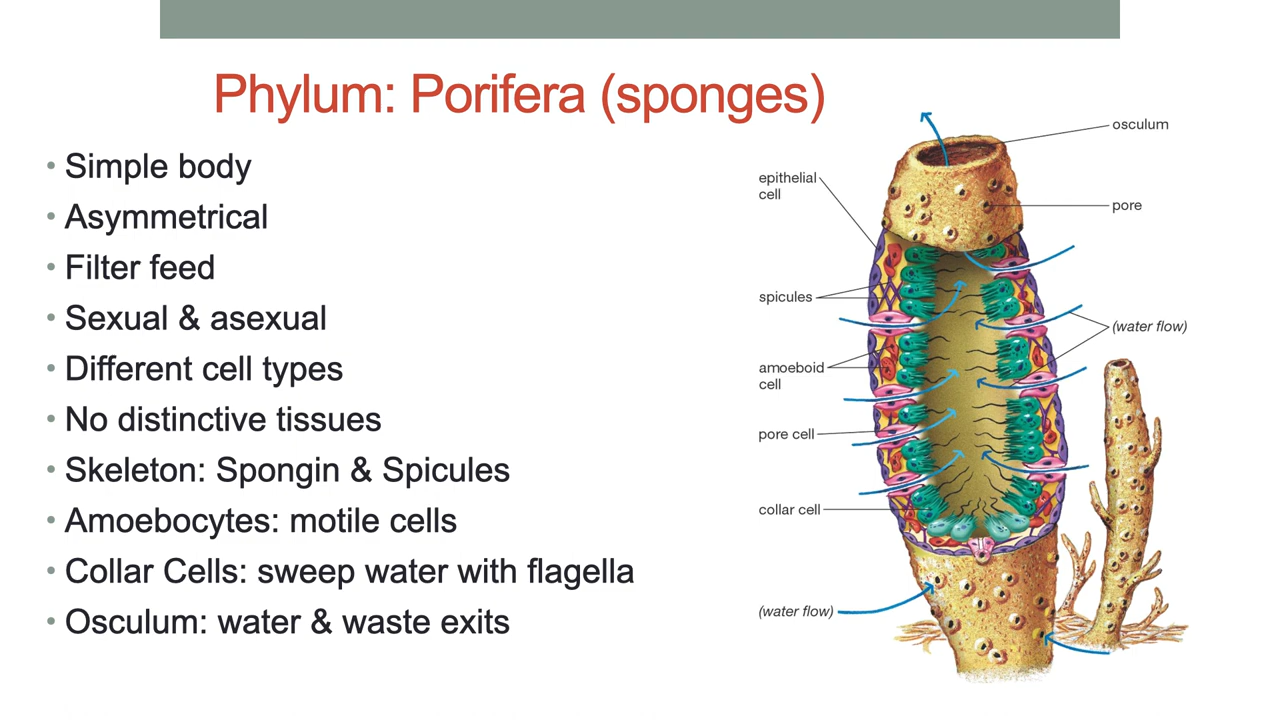 Phylum: Porifera (sponges)
• Simple body
• Asymmetrical
• Filter feed
• Sexual & asexual
• Different cell types
• No distinctive tissues
• Skeleton: Spongin & Spicules
• Amoebocytes: motile cells
• Collar Cells: sweep water with flagella
• Osculum: water & waste exits
osculum
epithelial
cell
pore
spicules
(water flow)
amoeboid
cell
pore cell
collar cell
(water flow)